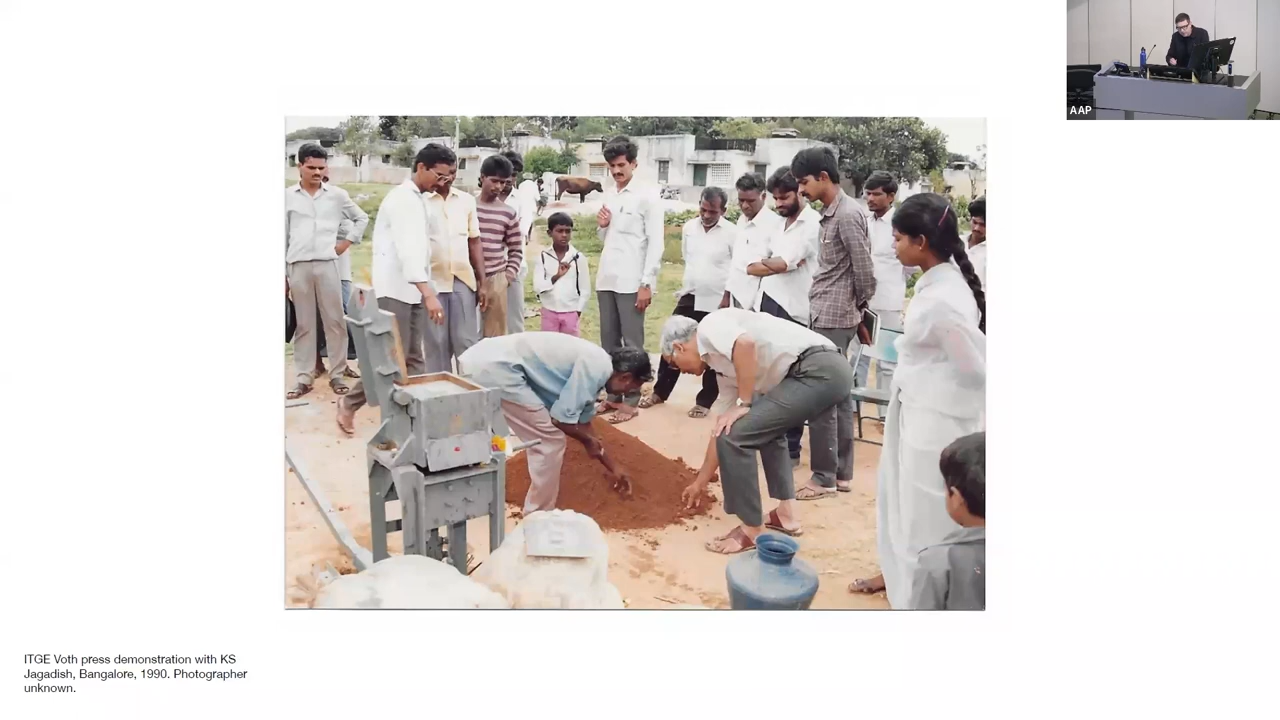 AAP
ITGE Voth press demonstration with KS
Jagadish, Bangalore, 1990. Photographer
unknown.